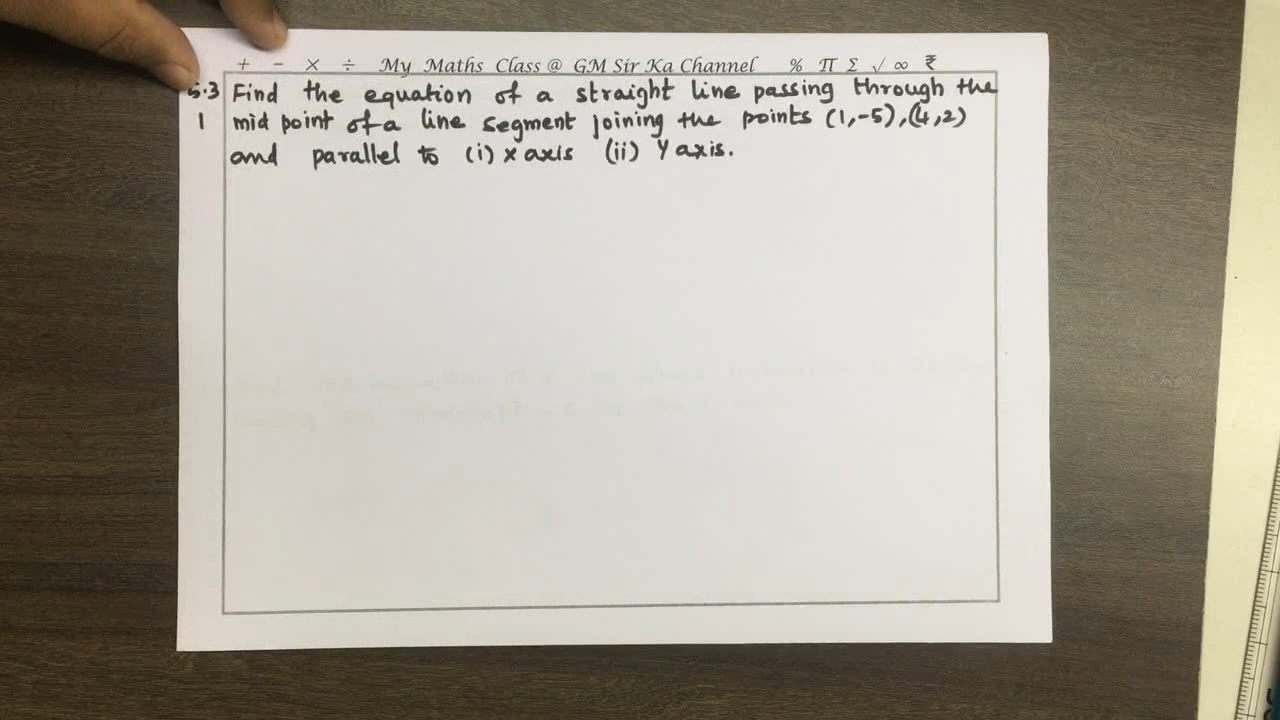 + − × ÷ My Maths Class @ GM Sir Ka Channel % Π Σ √ ∞ ₹
5.3 Find the equation of a straight line passing through the
1 mid point of a line segment joining the points (1,-5),(4,2)
and parallel to (i) X axis (ii) Y axis.